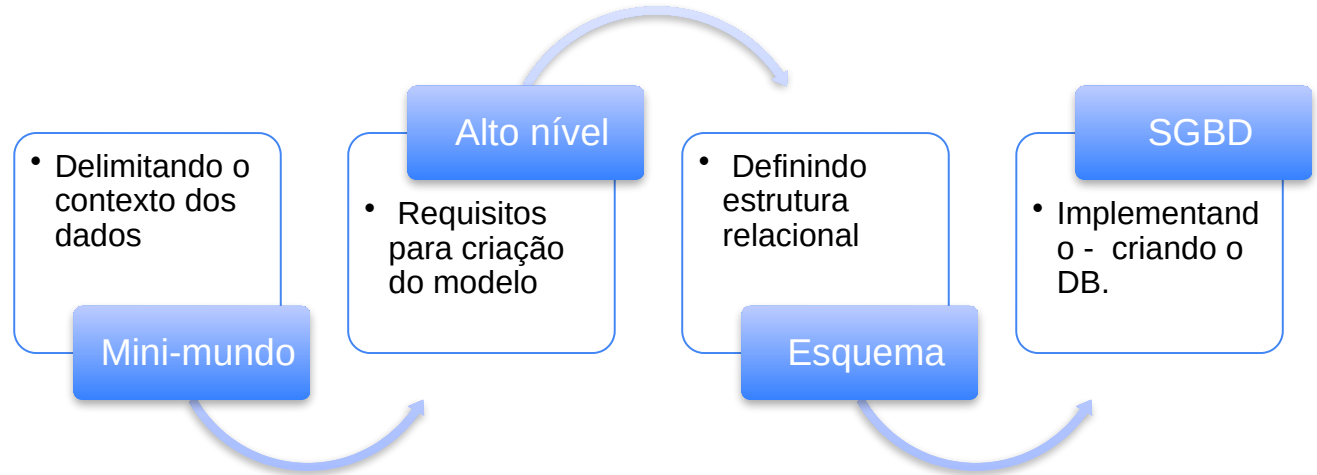 • Delimitando o
contexto dos
dados
Mini-mundo
Alto nível
• Requisitos
para criação
do modelo
• Definindo
estrutura
relacional
Esquema
SGBD
• Implementand
o - criando o
DB.